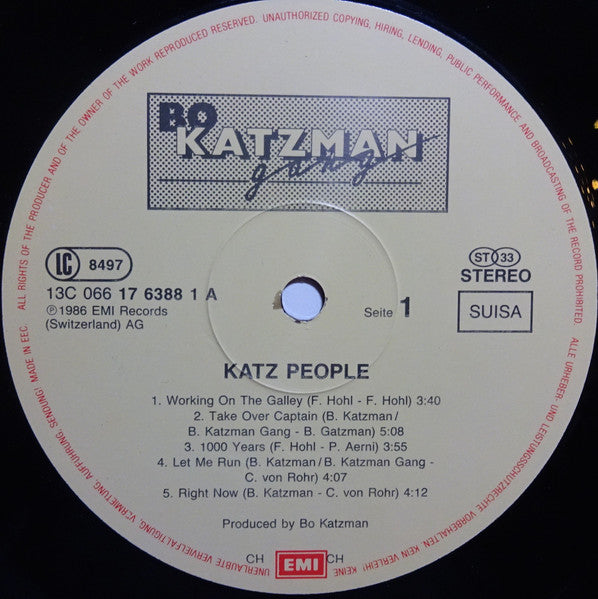 ALL RIGHTS OF THE PRODUCER AND OF THE OWNER OF THE WORK REPRODUCED RESERVED. UNAUTHORIZED COPYING, HIRING, LENDING, PUBLIC PERFORMANCE AND BROADCASTING OF THE RECORD PROHIBITED.
BO
KATZMAN
gang
LC 8497
13C 066 17 6388 1 A
℗1986 EMI Records
(Switzerland) AG
ST 33
STEREO
SUISA
Seite 1
KATZ PEOPLE
1. Working On The Galley (F. Hohl - F. Hohl) 3:40
2. Take Over Captain (B. Katzman/
B. Katzman Gang - B. Gatzman) 5:08
3. 1000 Years (F. Hohl - P. Aerni) 3:55
4. Let Me Run (B. Katzman/B. Katzman Gang -
C. von Rohr) 4:07
5. Right Now (B. Katzman - C. von Rohr) 4:12
Produced by Bo Katzman
CH EMI CH
ALLE URHEBER- UND LEISTUNGSSCHUTZRECHTE VORBEHALTEN KEIN VERLEIH! KEINE
UNERLAUBTE VERVIELFÄLTIGUNG, VERMIETUNG, AUFFÜHRUNG, SENDUNG! MADE IN EEC.